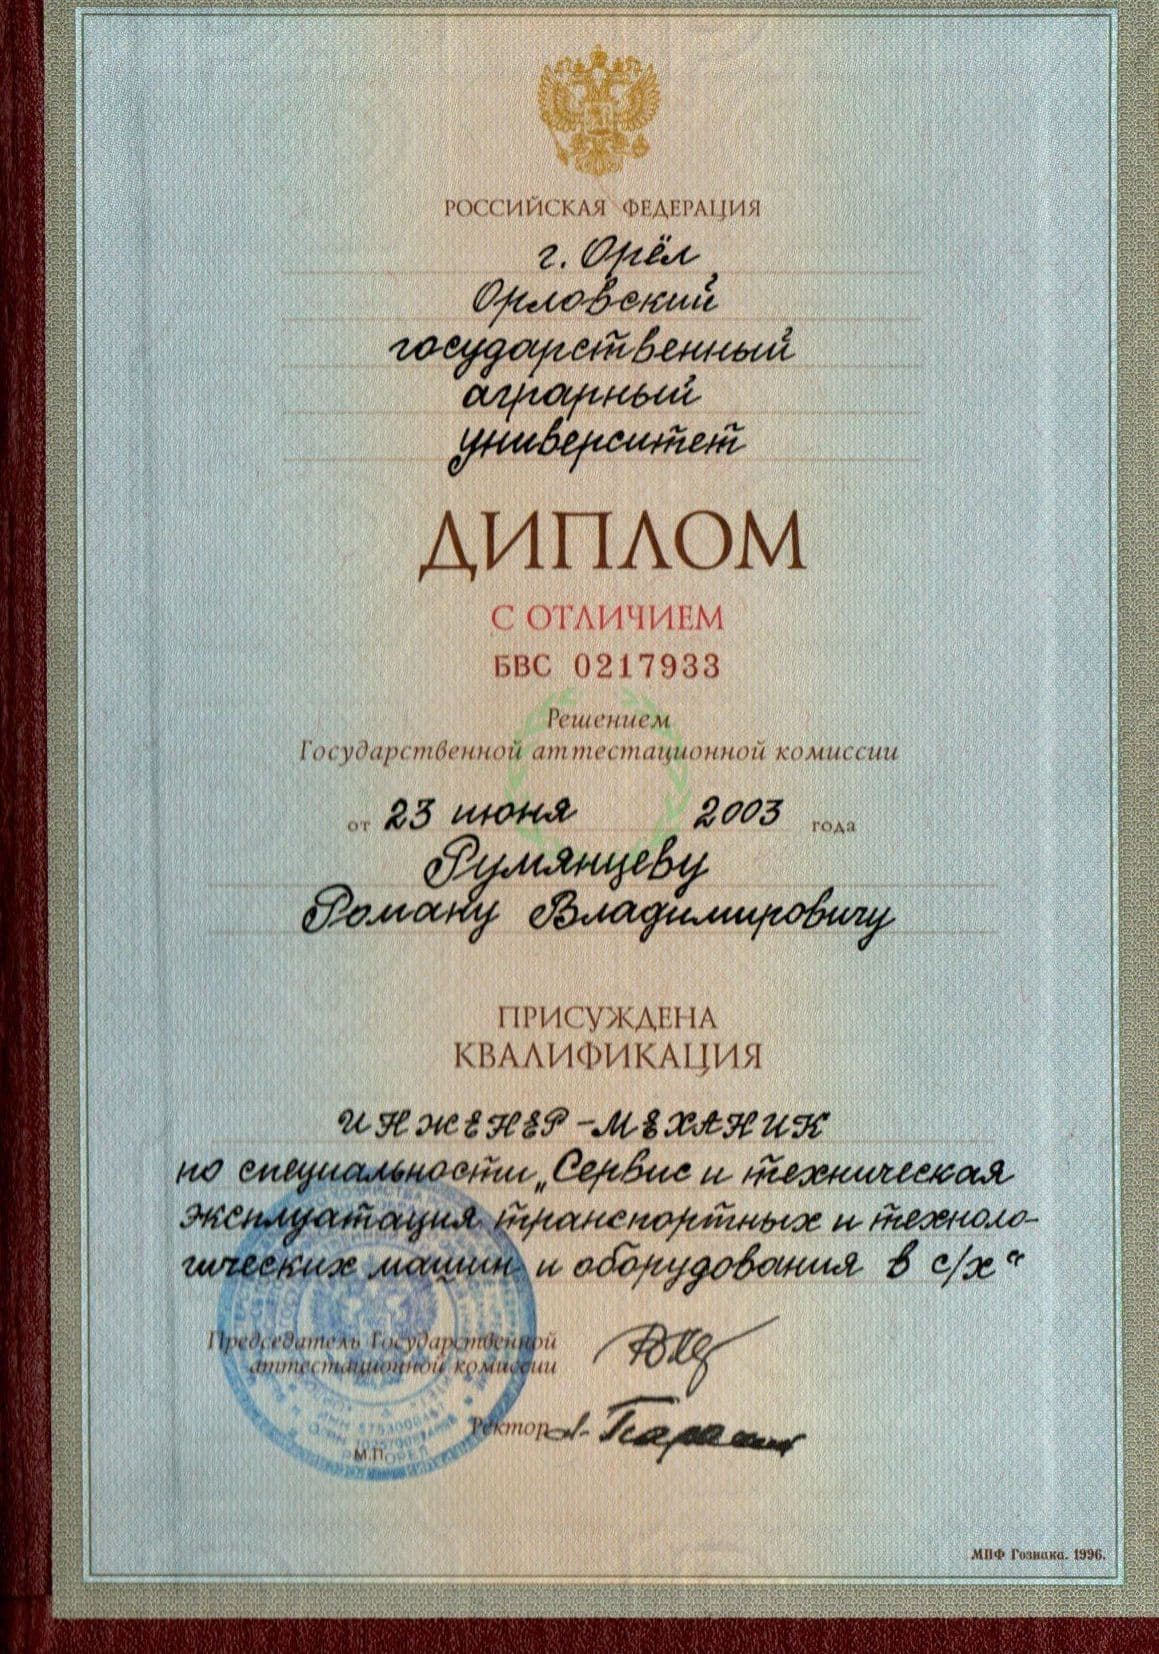 РОССИЙСКАЯ ФЕДЕРАЦИЯ
г. Орёл
Орловский
государственный
аграрный
университет
ДИПЛОМ
С ОТЛИЧИЕМ
БВС 0217933
Решением
Государственной аттестационной комиссии
от 23 июня 2003 года
Румянцеву
Роману Владимировичу
ПРИСУЖДЕНА
КВАЛИФИКАЦИЯ
ИНЖЕНЕР-МЕХАНИК
по специальности „Сервис и техническая
эксплуатация транспортных и техноло-
гических машин и оборудования в с/х“
Председатель Государственной
аттестационной комиссии
Ректор
М.П.
ОРЕЛ
МПФ Гознака. 1996.